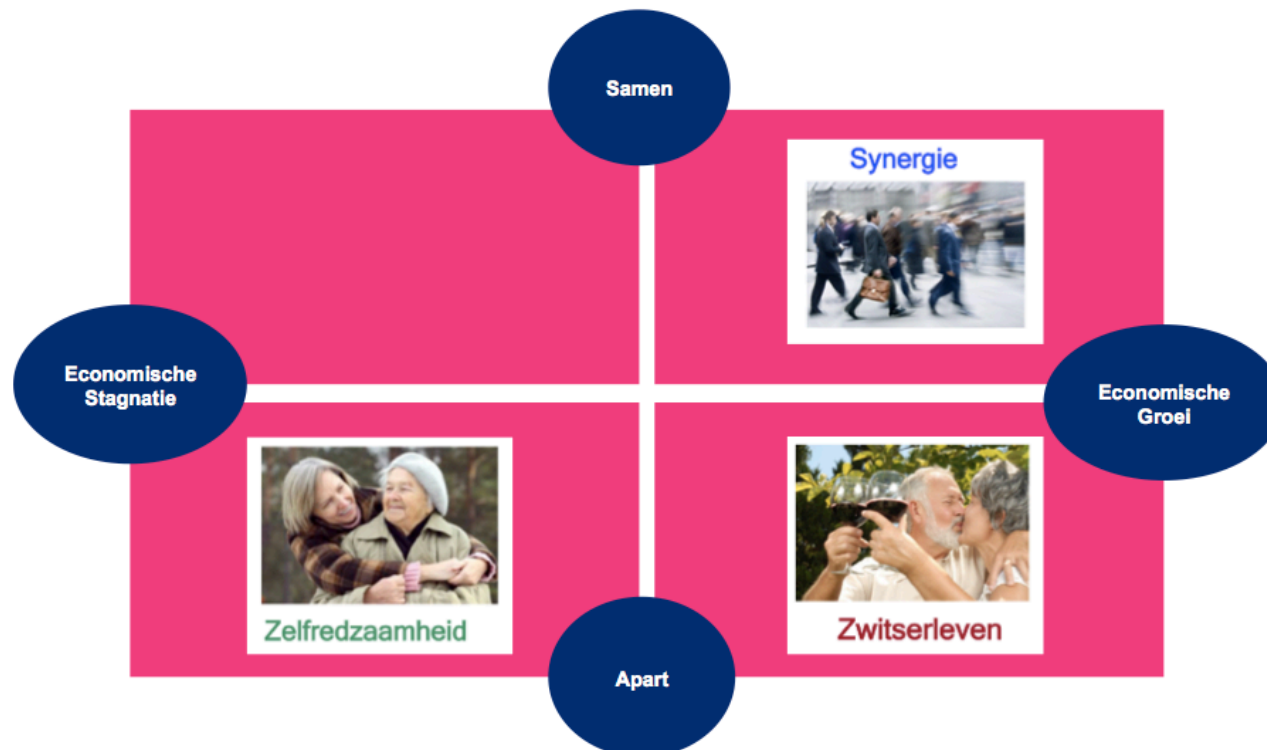 Samen
Synergie
Economische
Stagnatie
Economische
Groei
Zelfredzaamheid
Zwitserleven
Apart